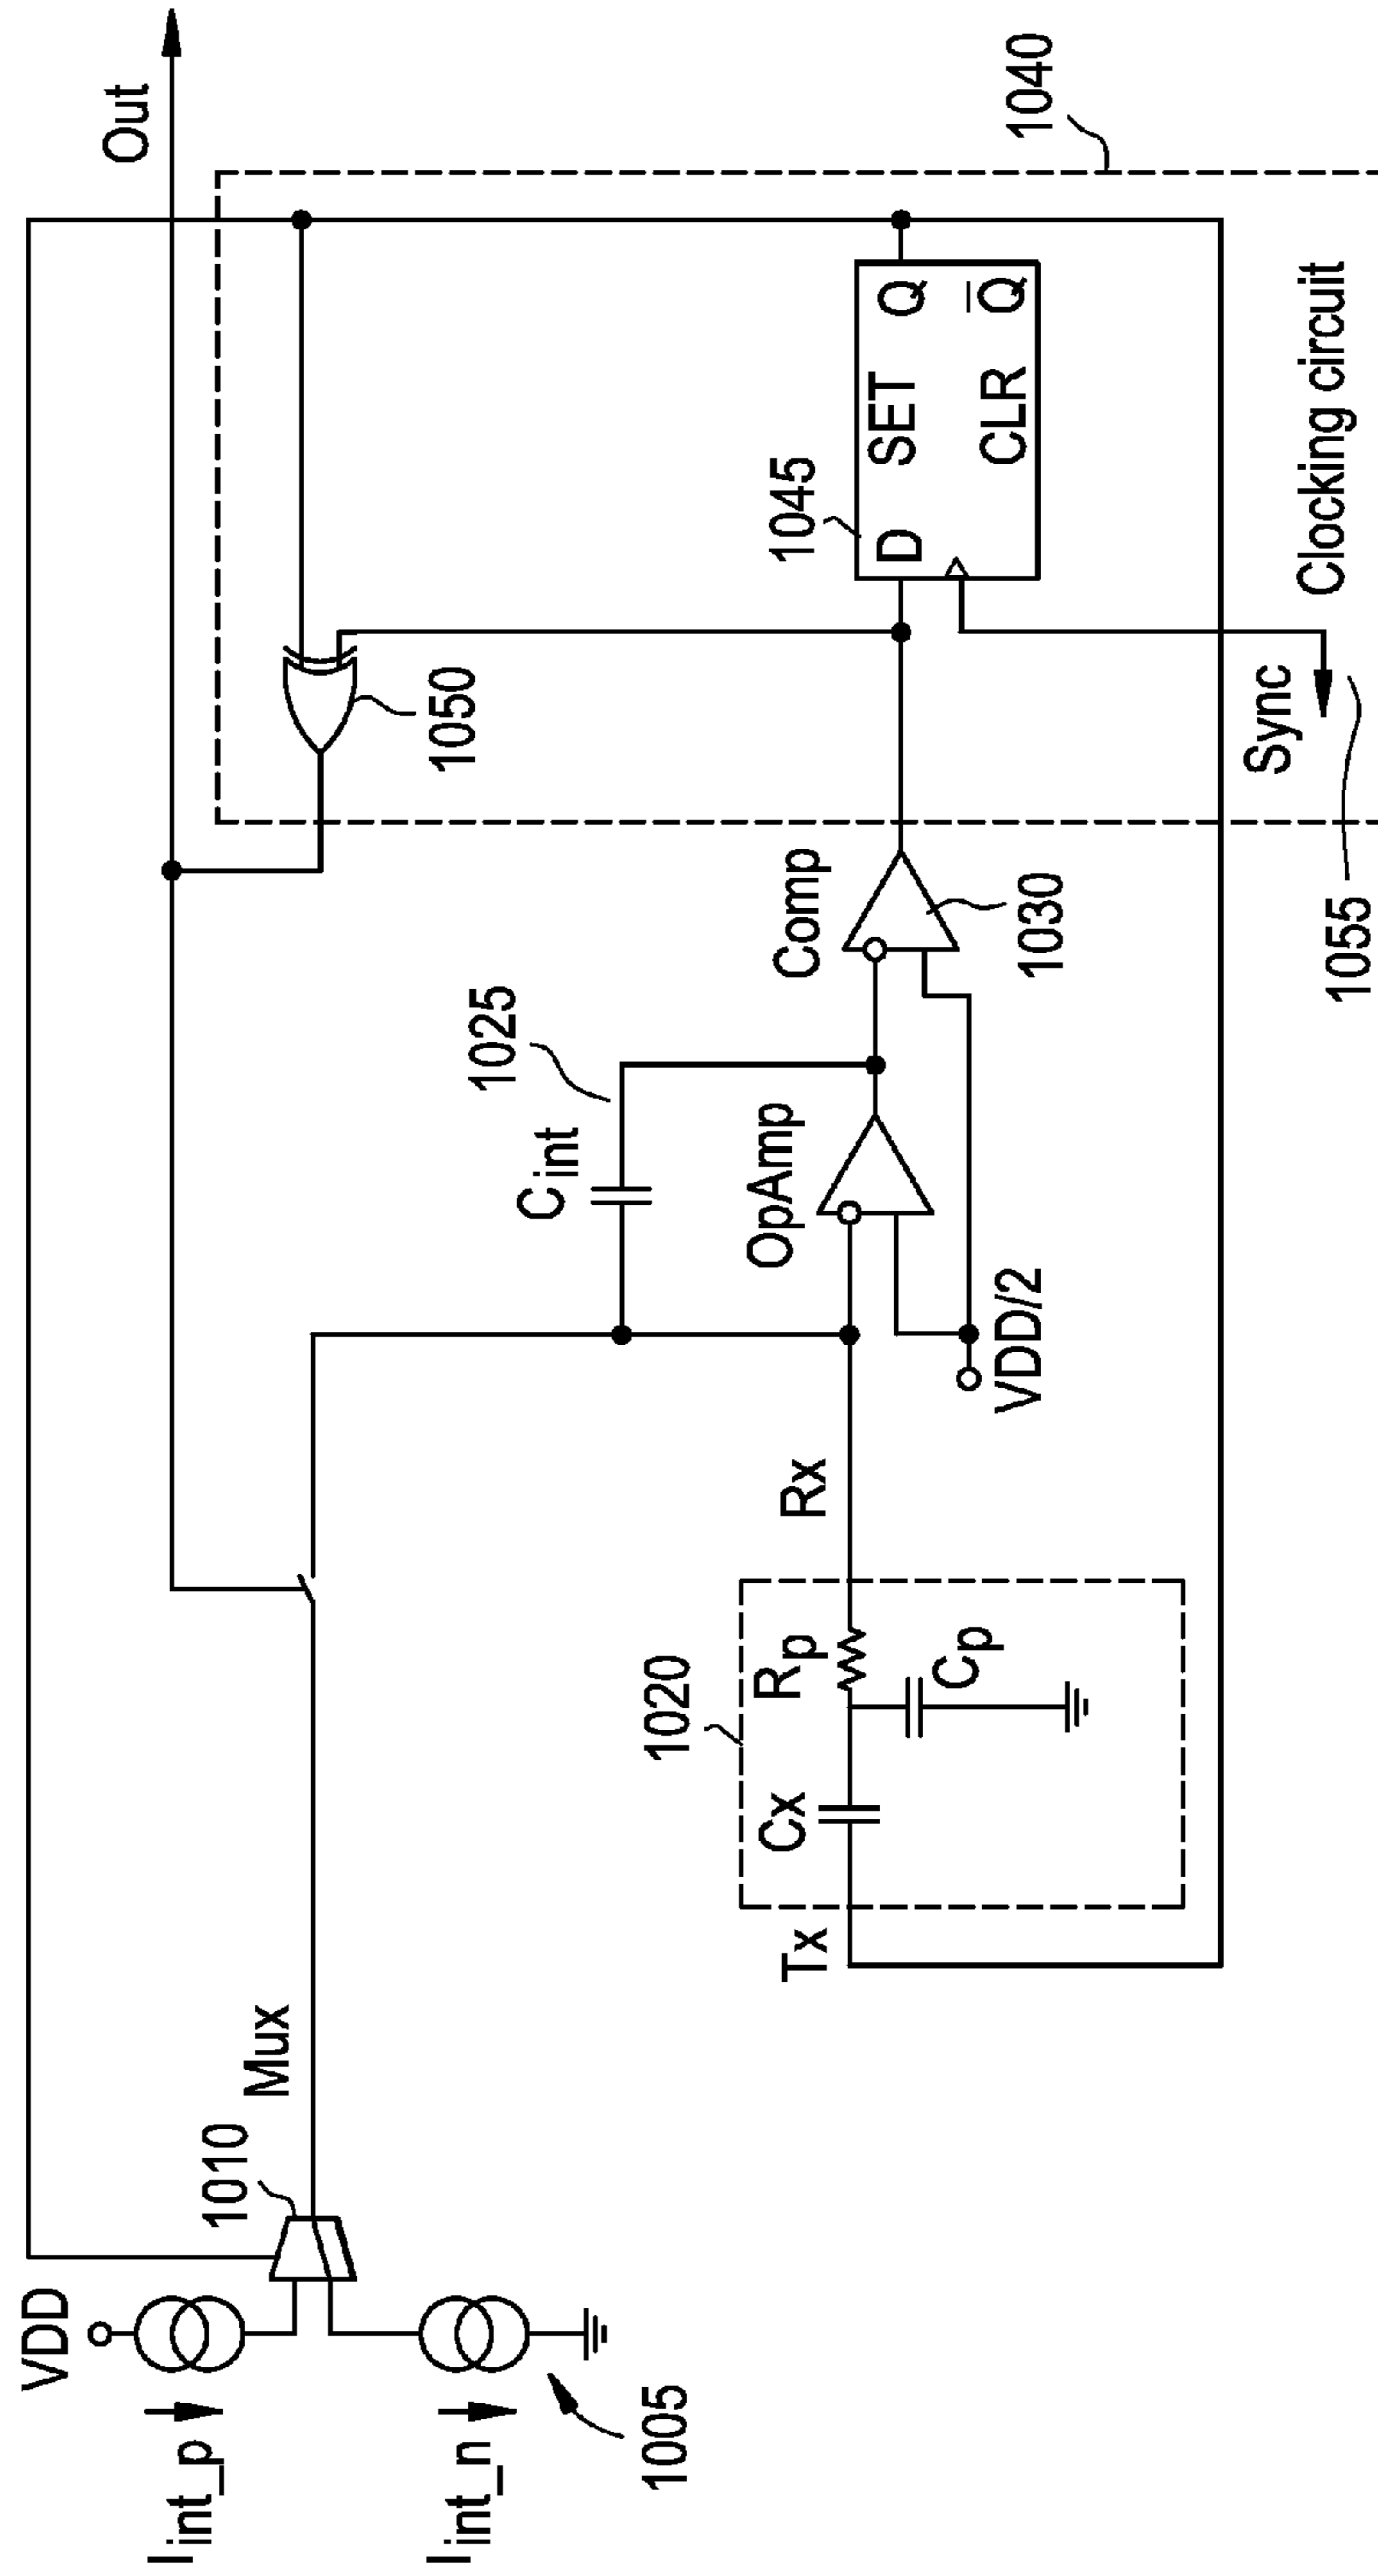 Out
1040
VDD
I_int_p
I_int_n
1005
1010
Mux
1050
1025
C_int
1045
D
SET
Q
CLR
Q̅
Comp
1030
OpAmp
VDD/2
1020
Tx
Cx
R_p
C_p
Rx
Sync
1055
Clocking circuit